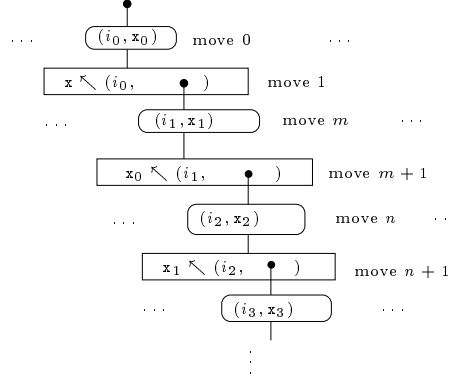 . . . (i₀, x₀) move 0 . . .
x ↖ (i₀, ) move 1
. . . (i₁, x₁) move m . . .
x₀ ↖ (i₁, ) move m + 1
. . . (i₂, x₂) move n . .
x₁ ↖ (i₂, ) move n + 1
. . . (i₃, x₃) . . .